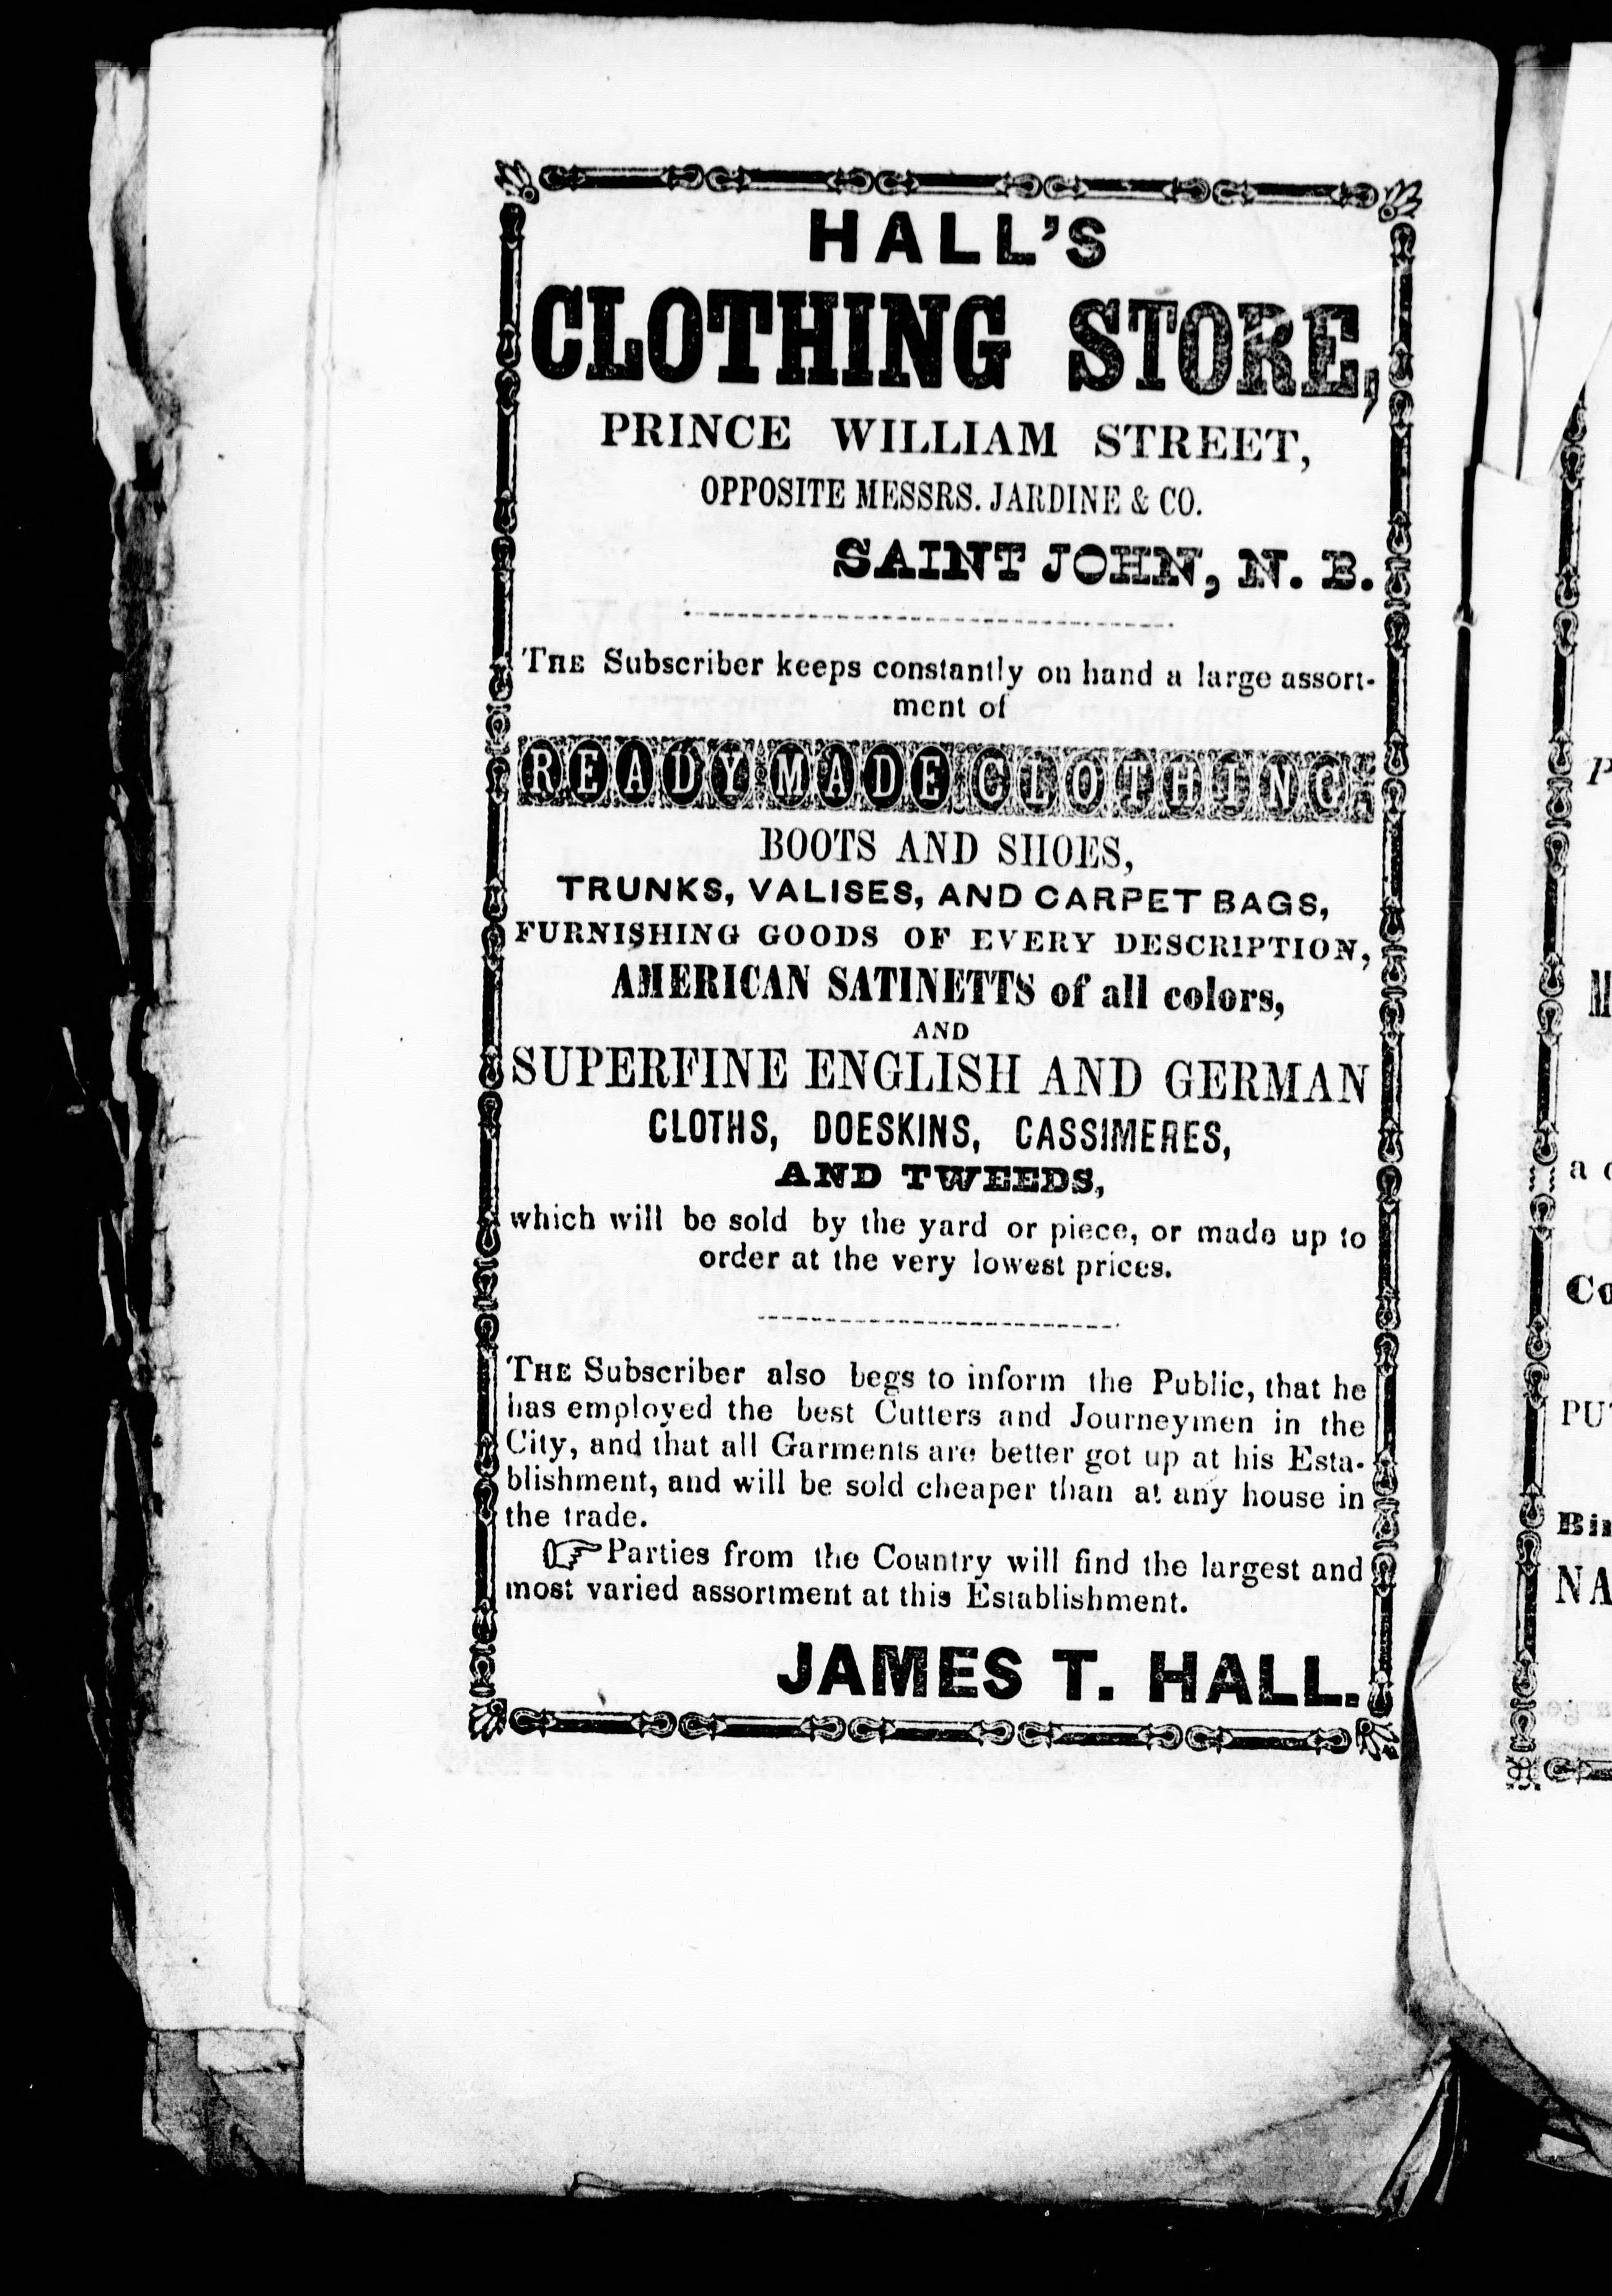 HALL'S
CLOTHING STORE,
PRINCE WILLIAM STREET,
OPPOSITE MESSRS. JARDINE & CO.
SAINT JOHN, N. B.
THE Subscriber keeps constantly on hand a large assort-
ment of
READY MADE CLOTHING
BOOTS AND SHOES,
TRUNKS, VALISES, AND CARPET BAGS,
FURNISHING GOODS OF EVERY DESCRIPTION,
AMERICAN SATINETTS of all colors,
AND
SUPERFINE ENGLISH AND GERMAN
CLOTHS, DOESKINS, CASSIMERES,
AND TWEEDS,
which will be sold by the yard or piece, or made up to
order at the very lowest prices.
THE Subscriber also begs to inform the Public, that he
has employed the best Cutters and Journeymen in the
City, and that all Garments are better got up at his Esta-
blishment, and will be sold cheaper than at any house in
the trade.
☞Parties from the Country will find the largest and
most varied assortment at this Establishment.
JAMES T. HALL.